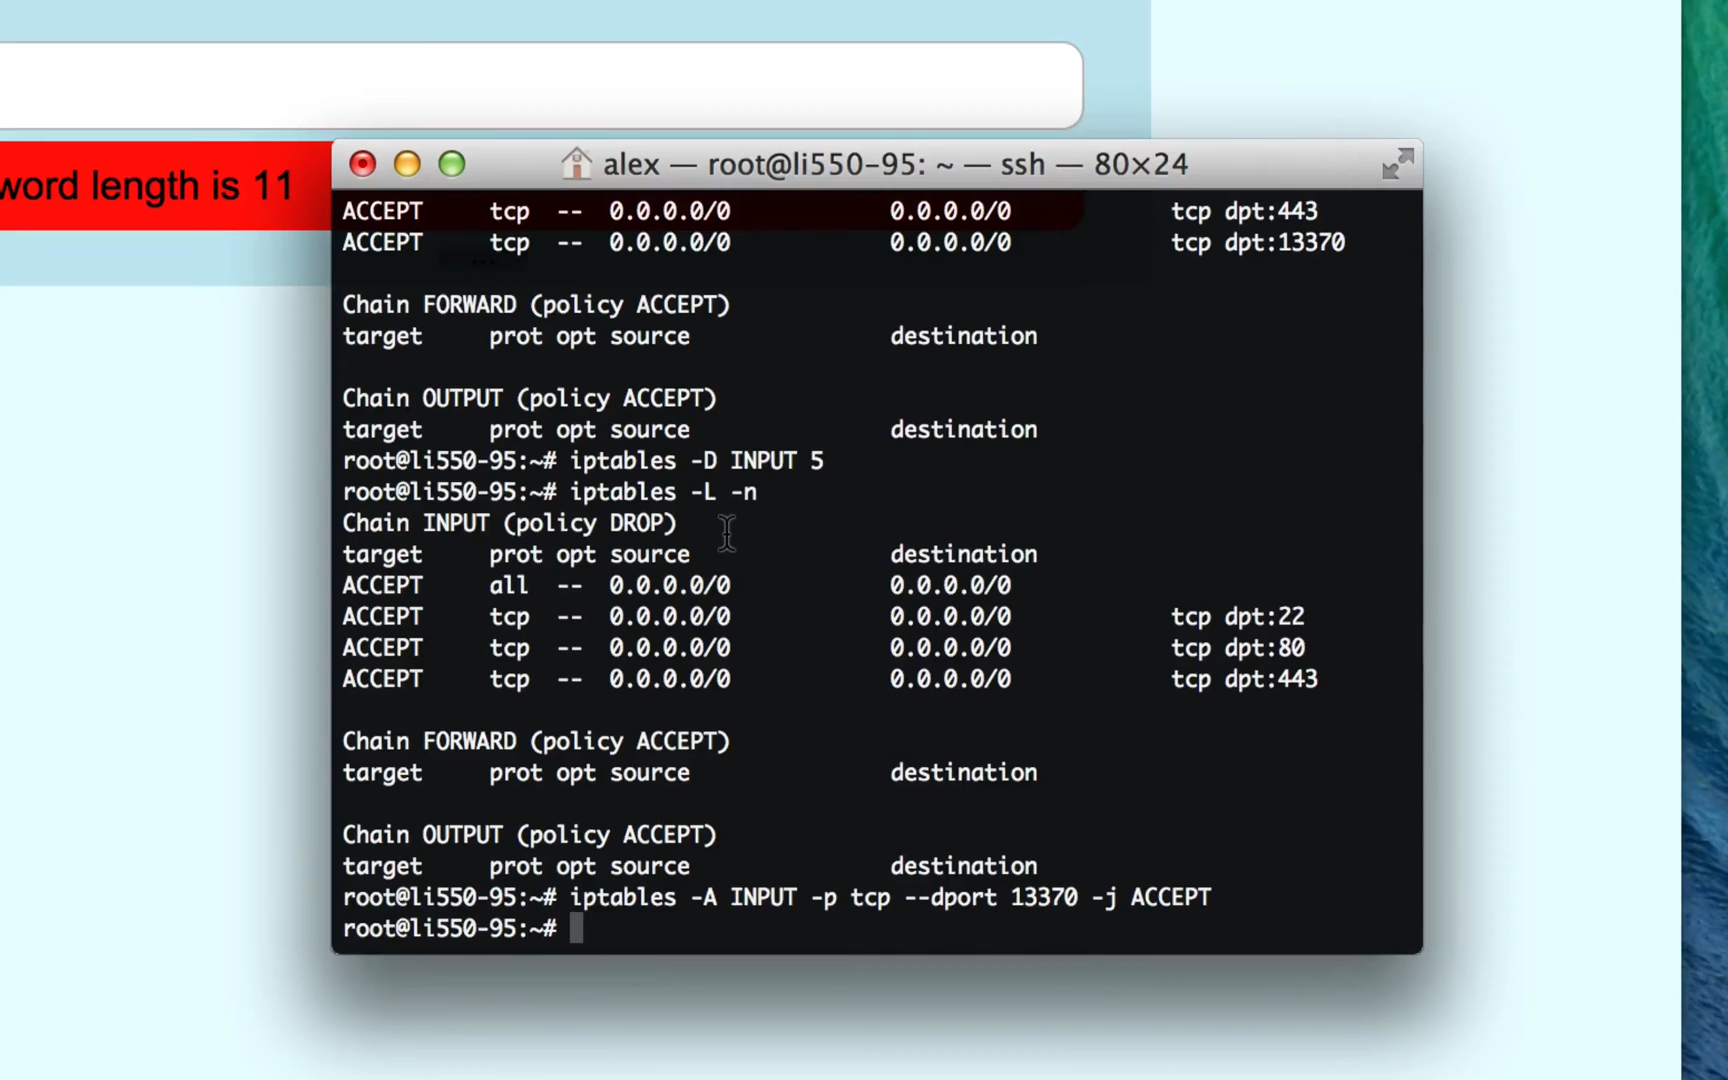 word length is 11
alex — root@li550-95: ~ — ssh — 80×24
ACCEPT tcp -- 0.0.0.0/0 0.0.0.0/0 tcp dpt:443
ACCEPT tcp -- 0.0.0.0/0 0.0.0.0/0 tcp dpt:13370
Chain FORWARD (policy ACCEPT)
target prot opt source destination
Chain OUTPUT (policy ACCEPT)
target prot opt source destination
root@li550-95:~# iptables -D INPUT 5
root@li550-95:~# iptables -L -n
Chain INPUT (policy DROP)
target prot opt source destination
ACCEPT all -- 0.0.0.0/0 0.0.0.0/0
ACCEPT tcp -- 0.0.0.0/0 0.0.0.0/0 tcp dpt:22
ACCEPT tcp -- 0.0.0.0/0 0.0.0.0/0 tcp dpt:80
ACCEPT tcp -- 0.0.0.0/0 0.0.0.0/0 tcp dpt:443
Chain FORWARD (policy ACCEPT)
target prot opt source destination
Chain OUTPUT (policy ACCEPT)
target prot opt source destination
root@li550-95:~# iptables -A INPUT -p tcp --dport 13370 -j ACCEPT
root@li550-95:~#